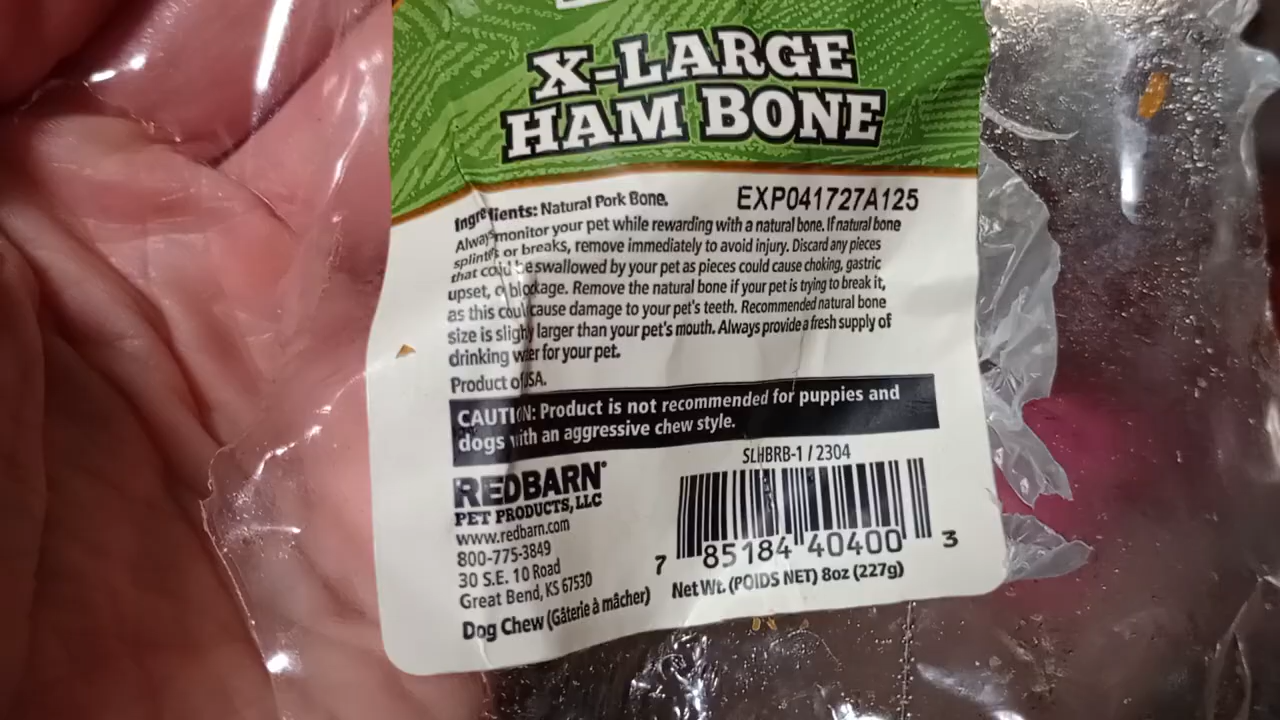 X-LARGE
HAM BONE
Ingredients: Natural Pork Bone.
EXP041727A125
Always monitor your pet while rewarding with a natural bone. If natural bone
splinters or breaks, remove immediately to avoid injury. Discard any pieces
that could be swallowed by your pet as pieces could cause choking, gastric
upset, or blockage. Remove the natural bone if your pet is trying to break it,
as this could cause damage to your pet's teeth. Recommended natural bone
size is slighly larger than your pet's mouth. Always provide a fresh supply of
drinking water for your pet.
Product of USA.
CAUTION: Product is not recommended for puppies and
dogs with an aggressive chew style.
SLHBRB-1 / 2304
REDBARN®
PET PRODUCTS, LLC
www.redbarn.com
800-775-3849
30 S.E. 10 Road
Great Bend, KS 67530
Dog Chew (Gâterie à mâcher)
7 85184 40400 3
Net Wt. (POIDS NET) 8oz (227g)